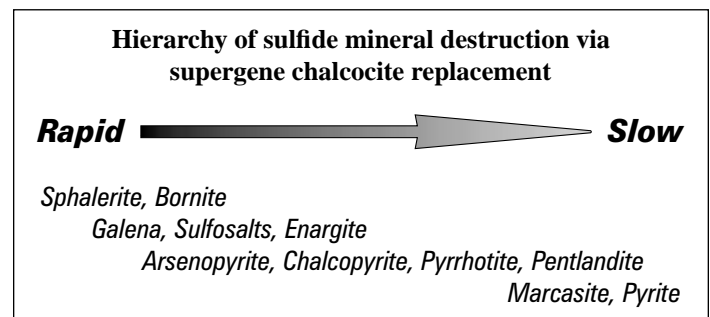 Hierarchy of sulfide mineral destruction via
supergene chalcocite replacement
Rapid Slow
Sphalerite, Bornite
Galena, Sulfosalts, Enargite
Arsenopyrite, Chalcopyrite, Pyrrhotite, Pentlandite
Marcasite, Pyrite